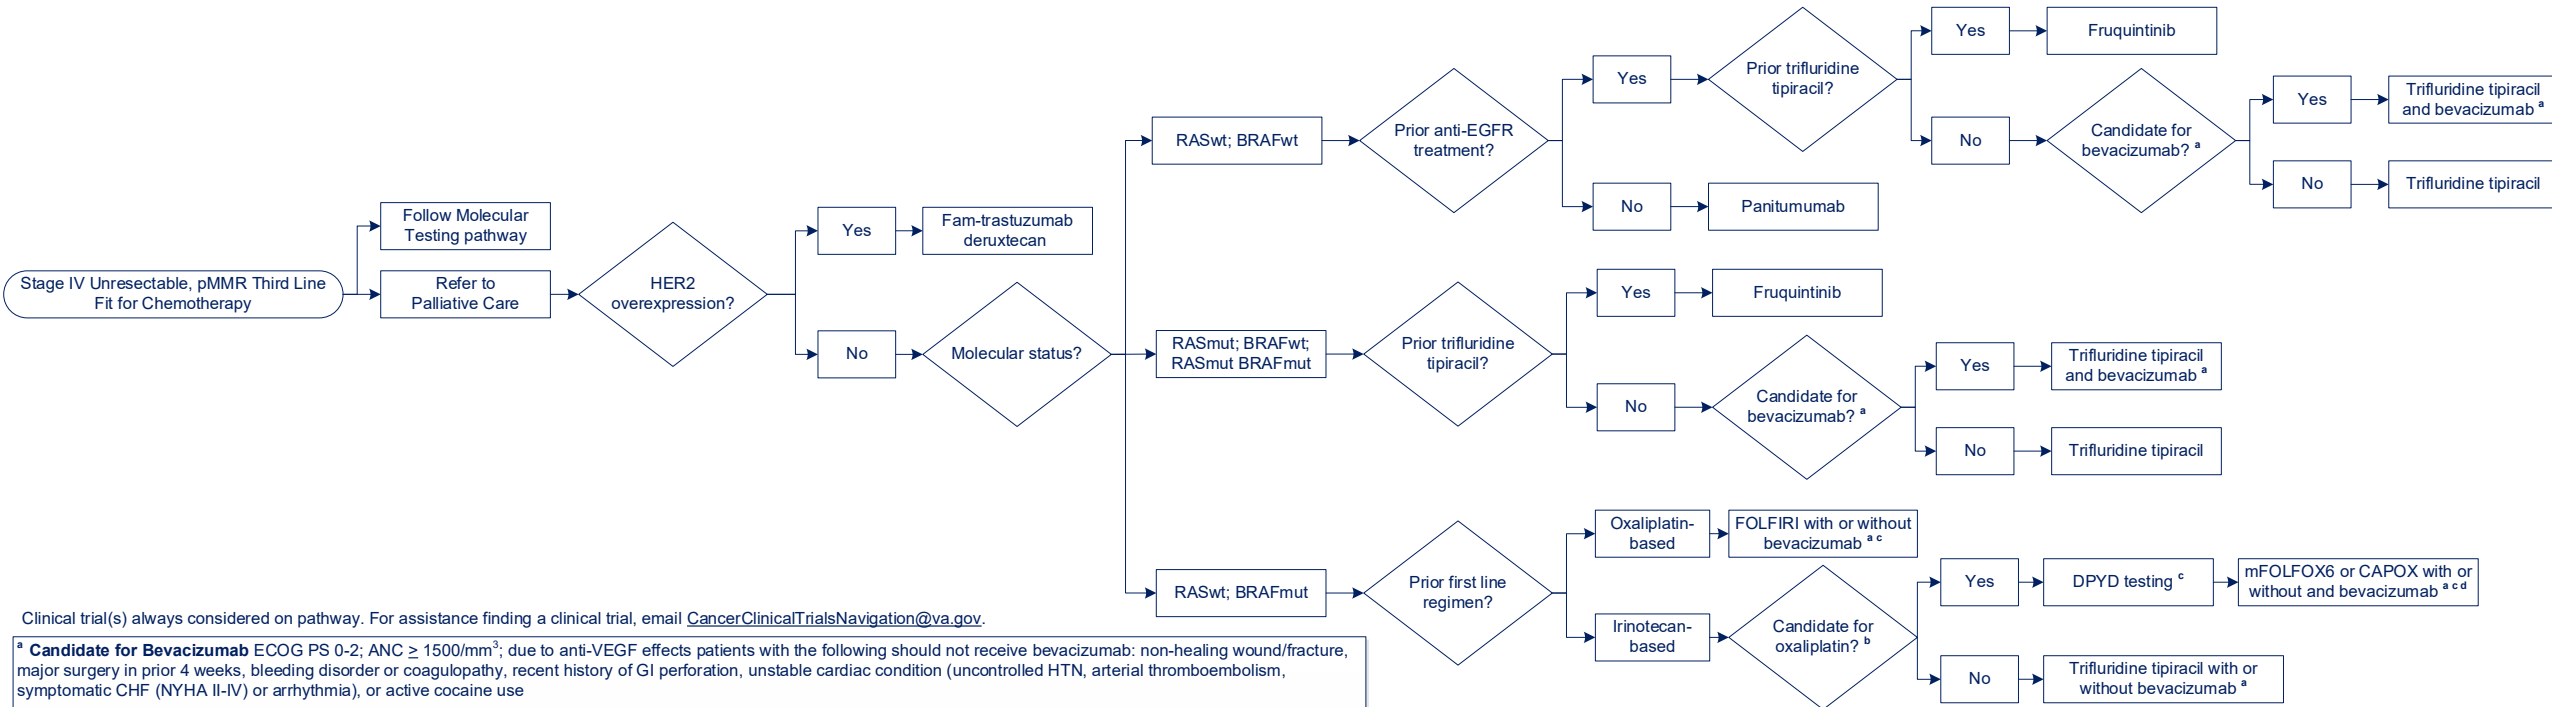 Stage IV Unresectable, pMMR Third Line
Fit for Chemotherapy
Follow Molecular
Testing pathway
Refer to
Palliative Care
HER2
overexpression?
Yes
Fam-trastuzumab
deruxtecan
No
Molecular status?
RASwt; BRAFwt
Prior anti-EGFR
treatment?
Yes
Prior trifluridine
tipiracil?
Yes
Fruquintinib
No
Candidate for
bevacizumab? a
Yes
Trifluridine tipiracil
and bevacizumab a
No
Trifluridine tipiracil
No
Panitumumab
RASmut; BRAFwt;
RASmut BRAFmut
Prior trifluridine
tipiracil?
Yes
Fruquintinib
No
Candidate for
bevacizumab? a
Yes
Trifluridine tipiracil
and bevacizumab a
No
Trifluridine tipiracil
RASwt; BRAFmut
Prior first line
regimen?
Oxaliplatin-
based
FOLFIRI with or without
bevacizumab a c
Irinotecan-
based
Candidate for
oxaliplatin? b
Yes
DPYD testing c
mFOLFOX6 or CAPOX with or
without and bevacizumab a c d
No
Trifluridine tipiracil with or
without bevacizumab a
Clinical trial(s) always considered on pathway. For assistance finding a clinical trial, email CancerClinicalTrialsNavigation@va.gov.
a Candidate for Bevacizumab ECOG PS 0-2; ANC ≥ 1500/mm³; due to anti-VEGF effects patients with the following should not receive bevacizumab: non-healing wound/fracture,
major surgery in prior 4 weeks, bleeding disorder or coagulopathy, recent history of GI perforation, unstable cardiac condition (uncontrolled HTN, arterial thromboembolism,
symptomatic CHF (NYHA II-IV) or arrhythmia), or active cocaine use